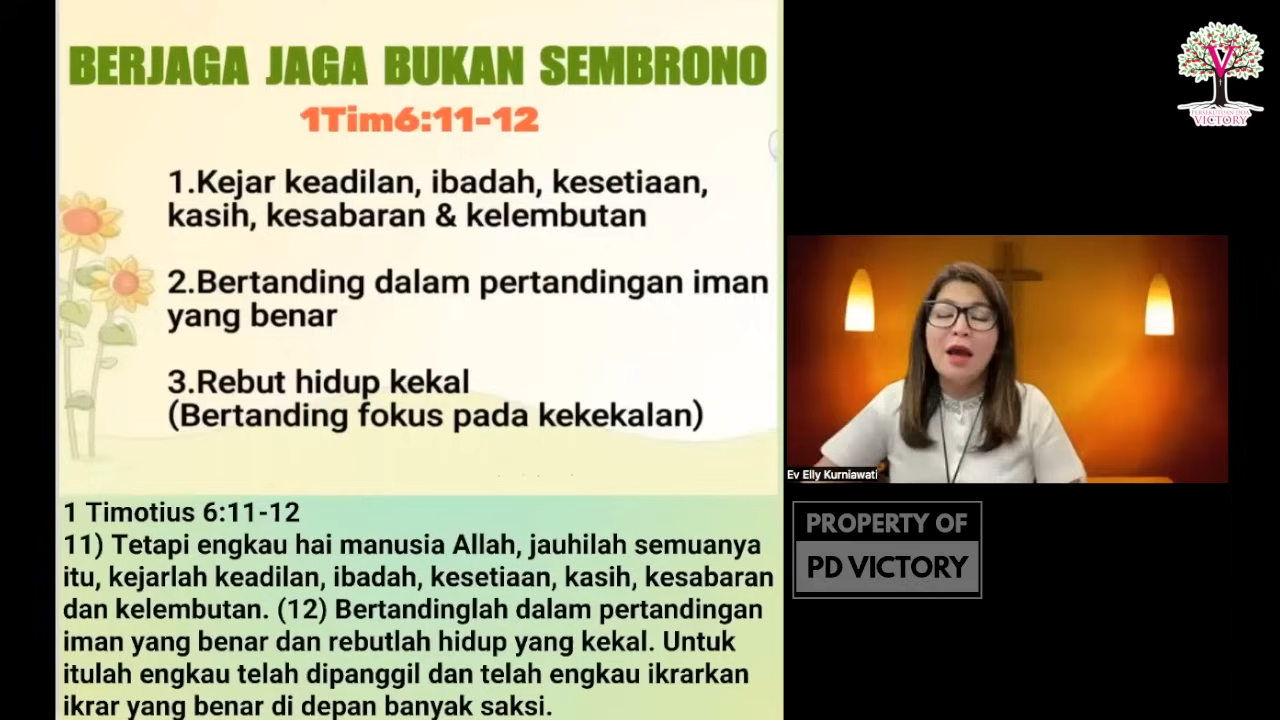 BERJAGA JAGA BUKAN SEMBRONO
1Tim6:11-12
1.Kejar keadilan, ibadah, kesetiaan,
kasih, kesabaran & kelembutan
2.Bertanding dalam pertandingan iman
yang benar
3.Rebut hidup kekal
(Bertanding fokus pada kekekalan)
1 Timotius 6:11-12
11) Tetapi engkau hai manusia Allah, jauhilah semuanya
itu, kejarlah keadilan, ibadah, kesetiaan, kasih, kesabaran
dan kelembutan. (12) Bertandinglah dalam pertandingan
iman yang benar dan rebutlah hidup yang kekal. Untuk
itulah engkau telah dipanggil dan telah engkau ikrarkan
ikrar yang benar di depan banyak saksi.
V
PERSEKUTUAN DOA
VICTORY
Ev Elly Kurniawati
PROPERTY OF
PD VICTORY